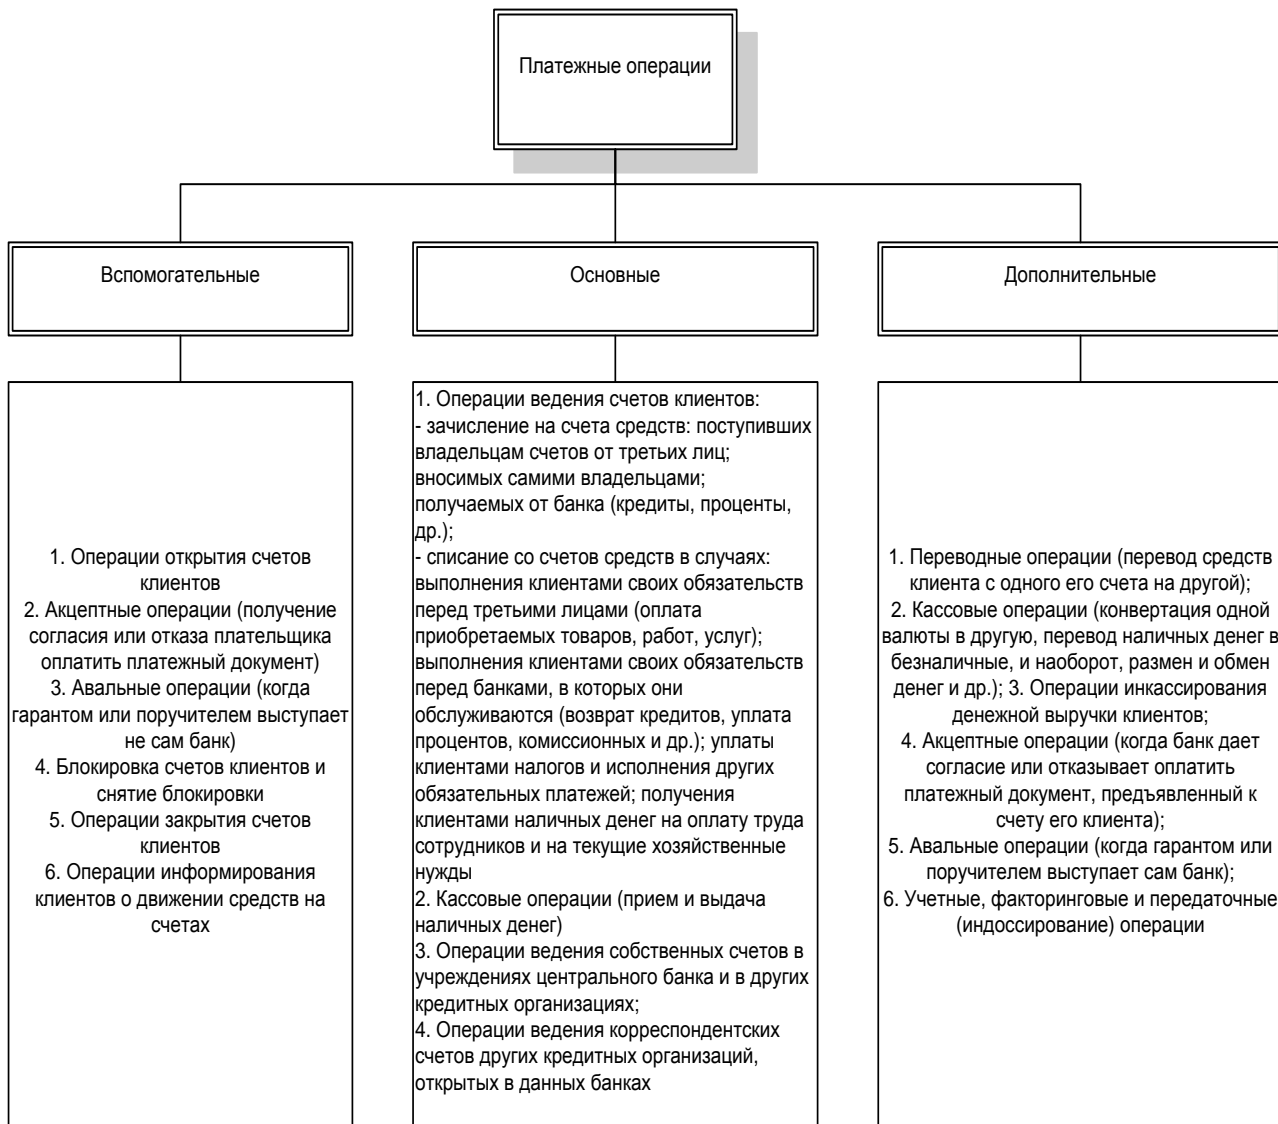 Платежные операции
Вспомогательные
Основные
Дополнительные
1. Операции открытия счетов
клиентов
2. Акцептные операции (получение
согласия или отказа плательщика
оплатить платежный документ)
3. Авальные операции (когда
гарантом или поручителем выступает
не сам банк)
4. Блокировка счетов клиентов и
снятие блокировки
5. Операции закрытия счетов
клиентов
6. Операции информирования
клиентов о движении средств на
счетах
1. Операции ведения счетов клиентов:
- зачисление на счета средств: поступивших
владельцам счетов от третьих лиц;
вносимых самими владельцами;
получаемых от банка (кредиты, проценты,
др.);
- списание со счетов средств в случаях:
выполнения клиентами своих обязательств
перед третьими лицами (оплата
приобретаемых товаров, работ, услуг);
выполнения клиентами своих обязательств
перед банками, в которых они
обслуживаются (возврат кредитов, уплата
процентов, комиссионных и др.); уплаты
клиентами налогов и исполнения других
обязательных платежей; получения
клиентами наличных денег на оплату труда
сотрудников и на текущие хозяйственные
нужды
2. Кассовые операции (прием и выдача
наличных денег)
3. Операции ведения собственных счетов в
учреждениях центрального банка и в других
кредитных организациях;
4. Операции ведения корреспондентских
счетов других кредитных организаций,
открытых в данных банках
1. Переводные операции (перевод средств
клиента с одного его счета на другой);
2. Кассовые операции (конвертация одной
валюты в другую, перевод наличных денег в
безналичные, и наоборот, размен и обмен
денег и др.); 3. Операции инкассирования
денежной выручки клиентов;
4. Акцептные операции (когда банк дает
согласие или отказывает оплатить
платежный документ, предъявленный к
счету его клиента);
5. Авальные операции (когда гарантом или
поручителем выступает сам банк);
6. Учетные, факторинговые и передаточные
(индоссирование) операции